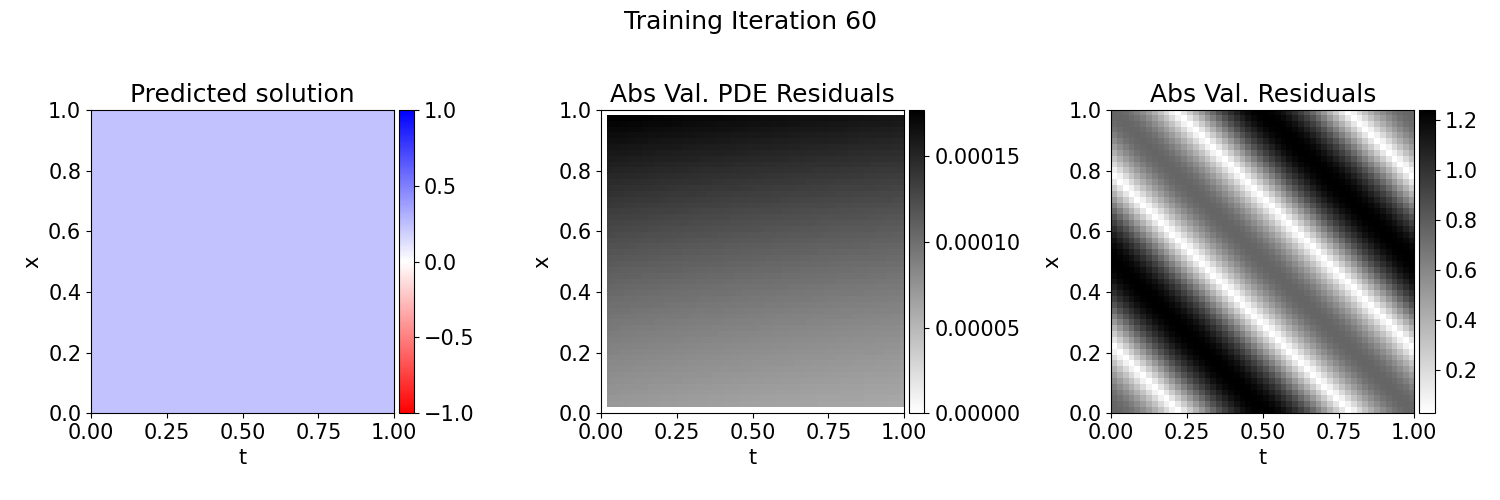 Training Iteration 60
Predicted solution
1.0
0.8
0.6
0.4
0.2
0.0
x
0.00 0.25 0.50 0.75 1.00
t
1.0
0.5
0.0
−0.5
−1.0
Abs Val. PDE Residuals
1.0
0.8
0.6
0.4
0.2
0.0
x
0.00 0.25 0.50 0.75 1.00
t
0.00015
0.00010
0.00005
0.00000
Abs Val. Residuals
1.0
0.8
0.6
0.4
0.2
0.0
x
0.00 0.25 0.50 0.75 1.00
t
1.2
1.0
0.8
0.6
0.4
0.2